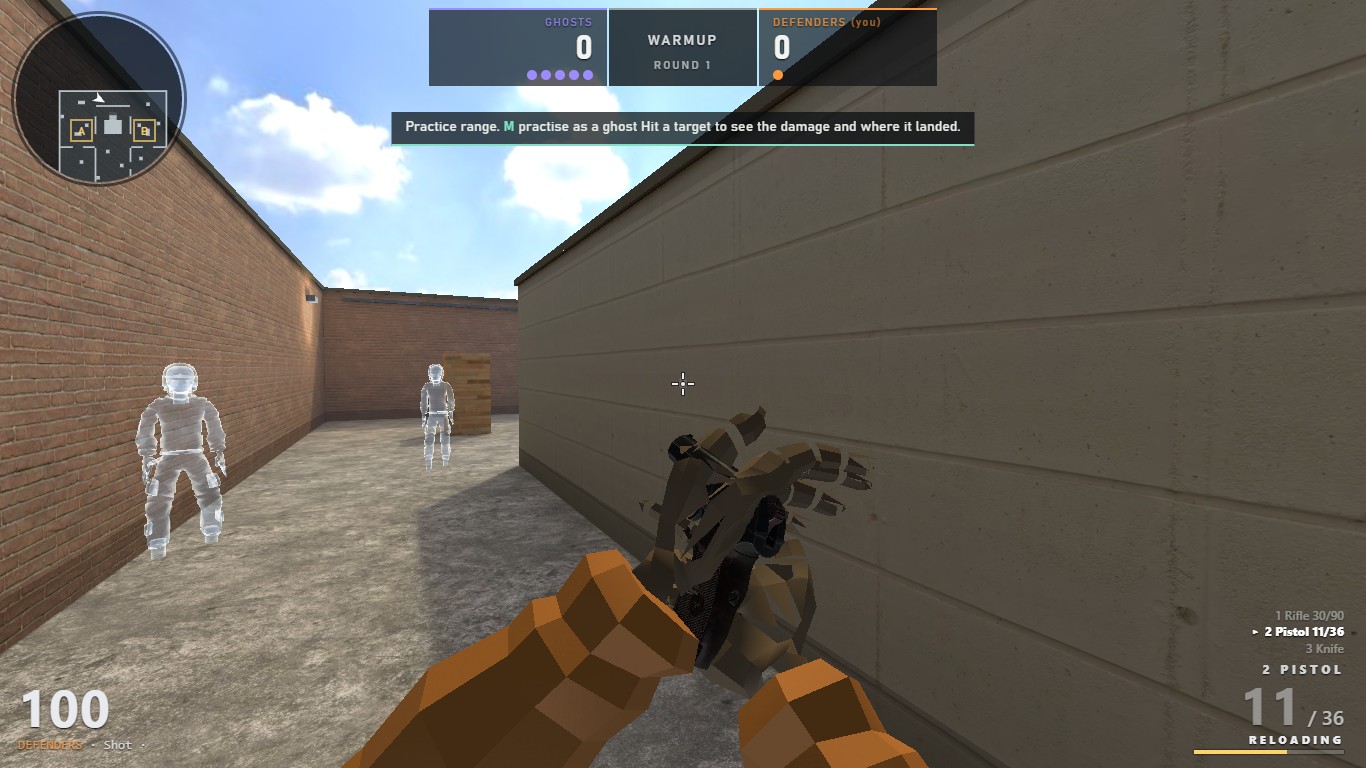 GHOSTS
0
WARMUP
ROUND 1
DEFENDERS (you)
0
A
B
Practice range. M practise as a ghost Hit a target to see the damage and where it landed.
1 Rifle 30/90
▸ 2 Pistol 11/36
3 Knife
2 PISTOL
11 / 36
RELOADING
100
DEFENDERS · Shot ·